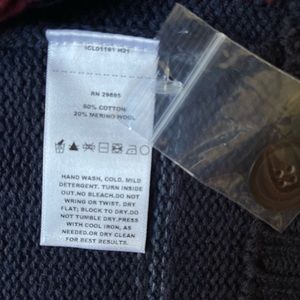 IGL01191 H21
RN 29895
80% COTTON
20% MERINO WOOL
HAND WASH, COLD. MILD
DETERGENT. TURN INSIDE
OUT.NO BLEACH.DO NOT
WRING OR TWIST. DRY
FLAT; BLOCK TO DRY.DO
NOT TUMBLE DRY.PRESS
WITH COOL IRON, AS
NEEDED.OR DRY CLEAN
FOR BEST RESULTS.